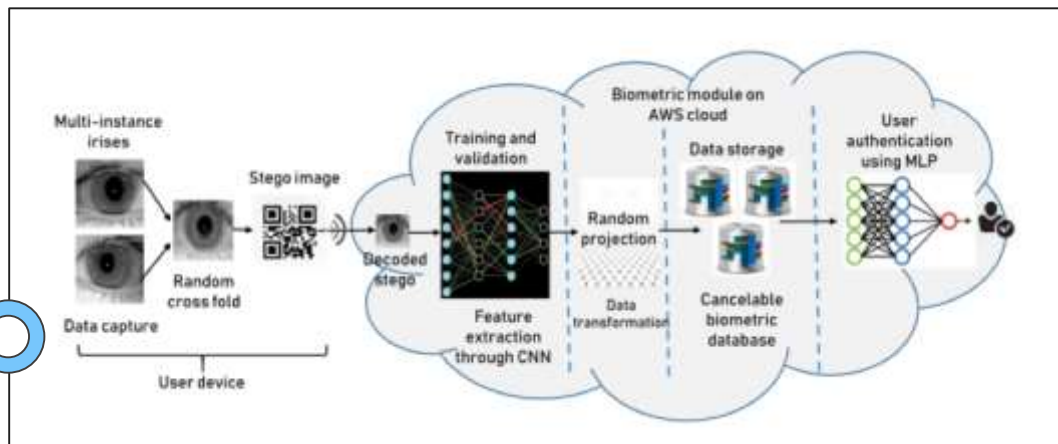 Multi-instance
irises
Data capture
Random
cross fold
Stego image
User device
Decoded
stego
Biometric module on
AWS cloud
Training and
validation
Feature
extraction
through CNN
Random
projection
Data
transformation
Data storage
Cancelable
biometric
database
User
authentication
using MLP